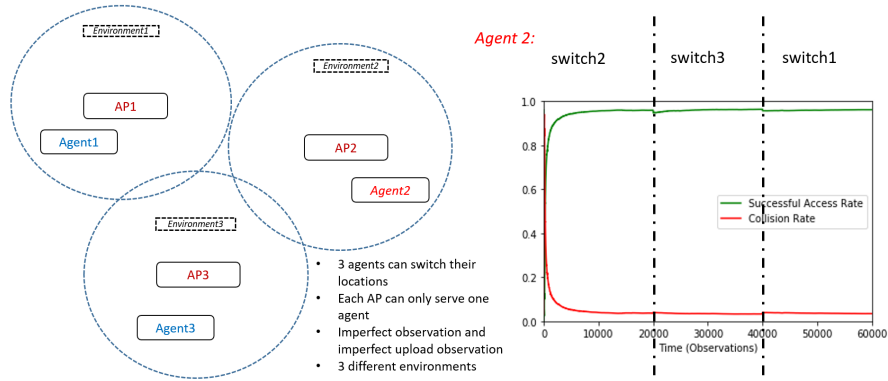 Environment1
AP1
Agent1
Environment2
AP2
Agent2
Environment3
AP3
Agent3
• 3 agents can switch their
locations
• Each AP can only serve one
agent
• Imperfect observation and
imperfect upload observation
• 3 different environments
Agent 2:
switch2 switch3 switch1
1.0
0.8
0.6
0.4
0.2
0.0
Successful Access Rate
Collision Rate
0 10000 20000 30000 40000 50000 60000
Time (Observations)